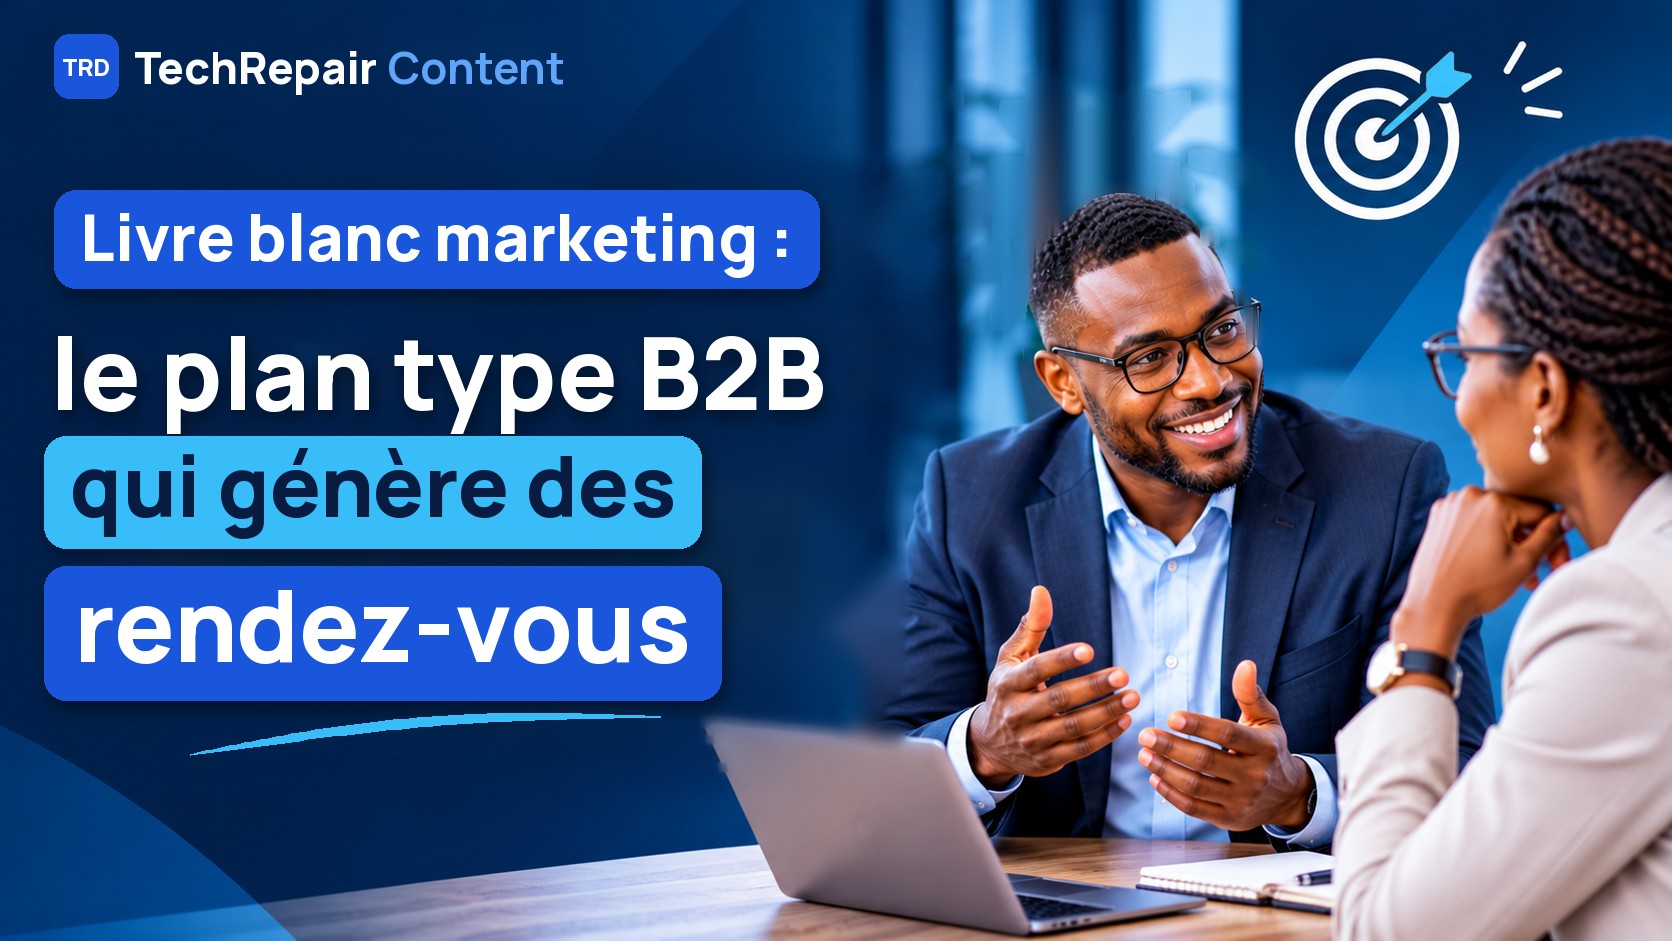 TRD TechRepair Content
Livre blanc marketing :
le plan type B2B
qui génère des
rendez-vous